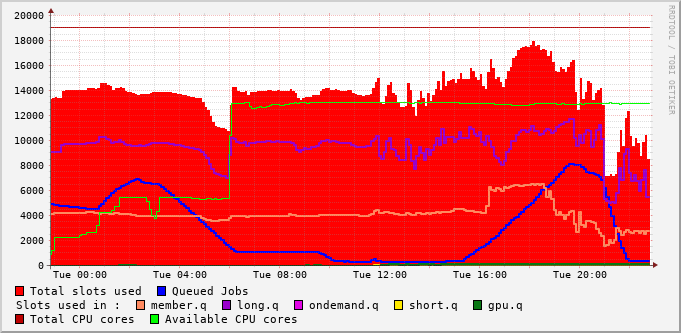 20000
18000
16000
14000
12000
10000
8000
6000
4000
2000
0
Tue 00:00 Tue 04:00 Tue 08:00 Tue 12:00 Tue 16:00 Tue 20:00
RRDTOOL / TOBI OETIKER
Total slots used Queued Jobs
Slots used in : member.q long.q ondemand.q short.q gpu.q
Total CPU cores Available CPU cores